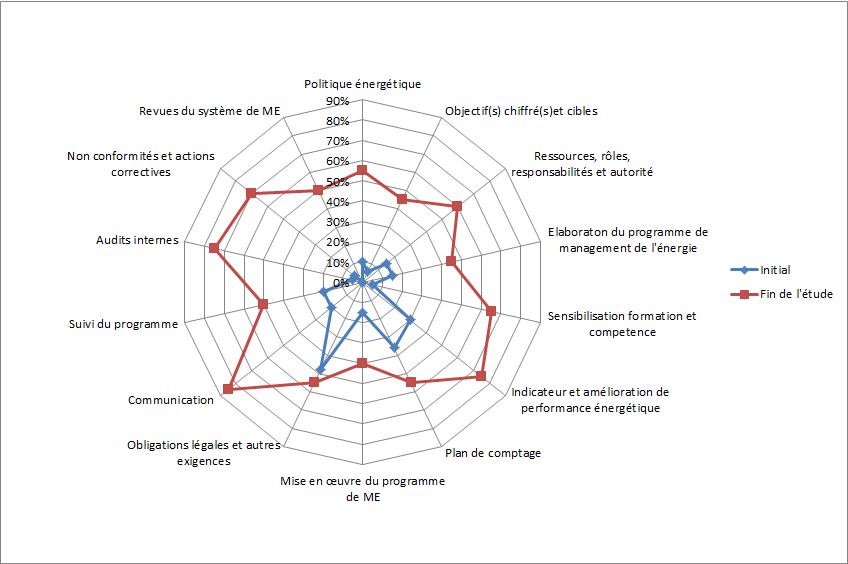 Politique énergétique
Objectif(s) chiffré(s)et cibles
Ressources, rôles,
responsabilités et autorité
Elaboraton du programme de
management de l'énergie
Sensibilisation formation et
competence
Indicateur et amélioration de
performance énergétique
Plan de comptage
Mise en œuvre du programme
de ME
Obligations légales et autres
exigences
Communication
Suivi du programme
Audits internes
Non conformités et actions
correctives
Revues du système de ME
90%
80%
70%
60%
50%
40%
30%
20%
10%
0%
Initial
Fin de l'étude